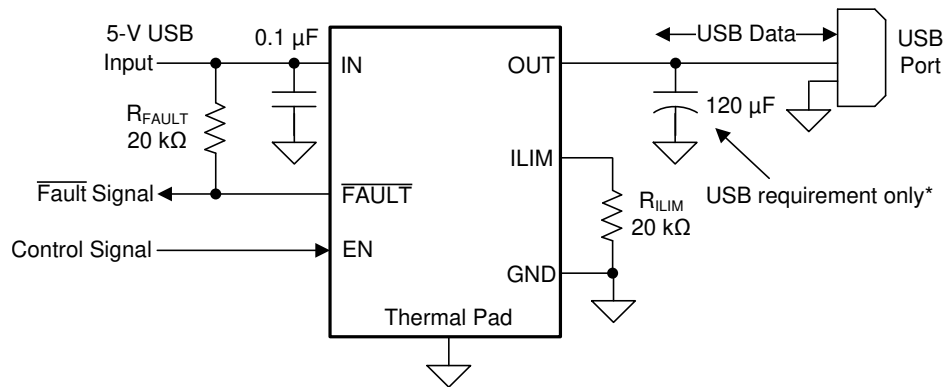 5-V USB
Input
0.1 µF
R_FAULT
20 kΩ
Fault Signal
Control Signal
IN
FAULT
EN
OUT
ILIM
GND
Thermal Pad
USB Data
USB
Port
120 µF
USB requirement only*
R_ILIM
20 kΩ